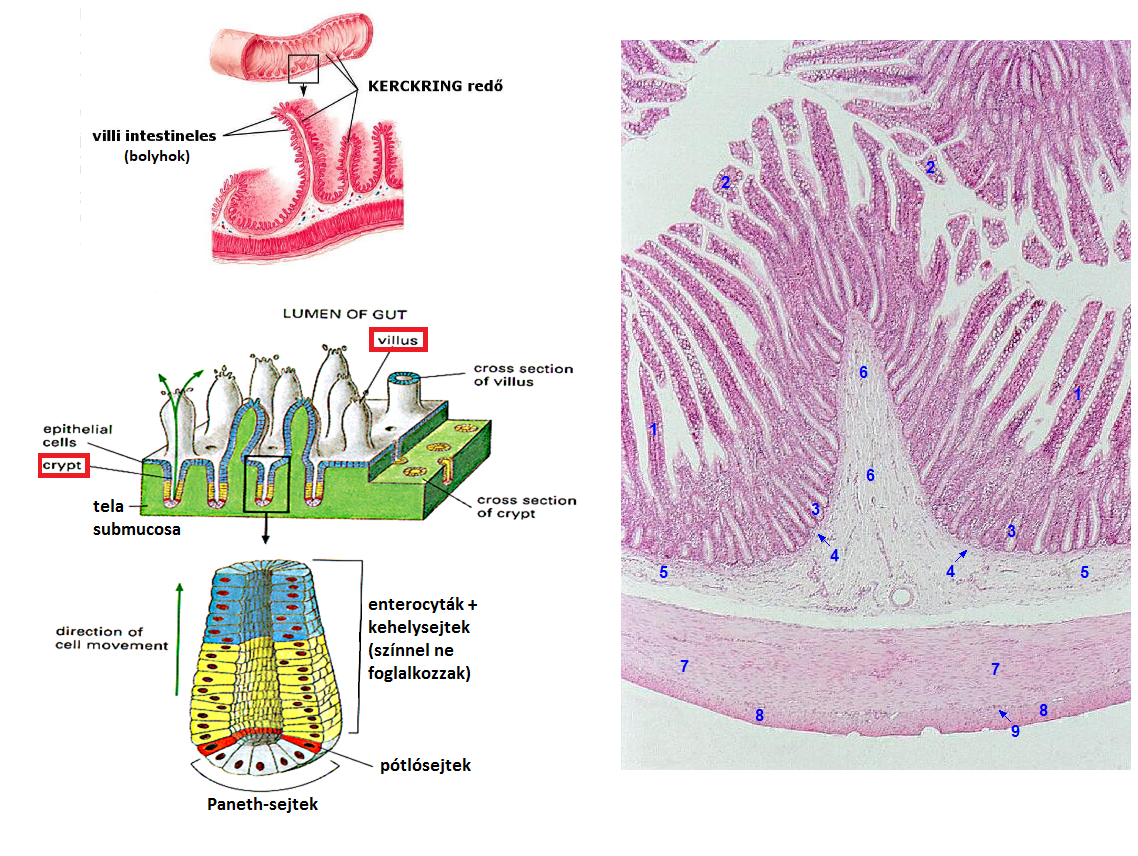 KERCKRING redő
villi intestineles
(bolyhok)
LUMEN OF GUT
villus
cross section
of villus
epithelial
cells
crypt
tela
submucosa
cross section
of crypt
direction of
cell movement
enterocyták +
kehelysejtek
(színnel ne
foglalkozzak)
pótlósejtek
Paneth-sejtek
2
2
6
1
1
6
3
3
4
4
5
5
7
7
8
8
9